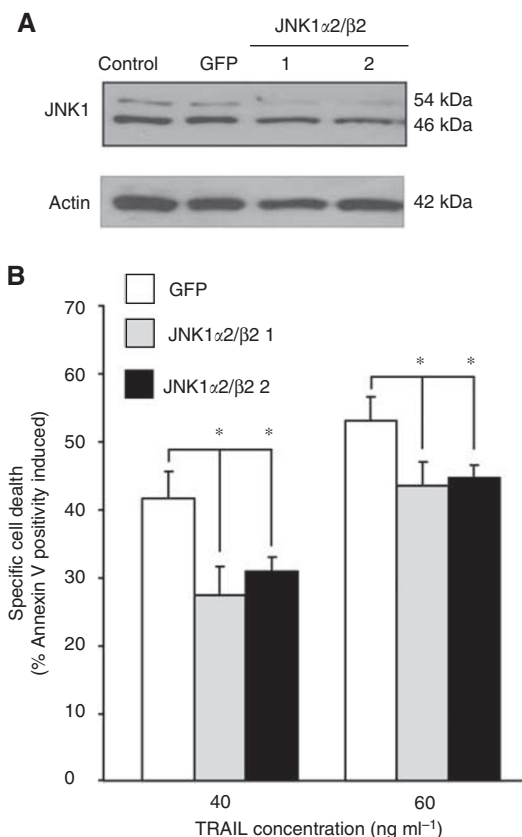 A
JNK1α2/β2
Control GFP 1 2
JNK1
54 kDa
46 kDa
Actin
42 kDa
B
GFP
JNK1α2/β2 1
JNK1α2/β2 2
* *
* *
Specific cell death
(% Annexin V positivity induced)
70
60
50
40
30
20
10
0
40 60
TRAIL concentration (ng ml⁻¹)